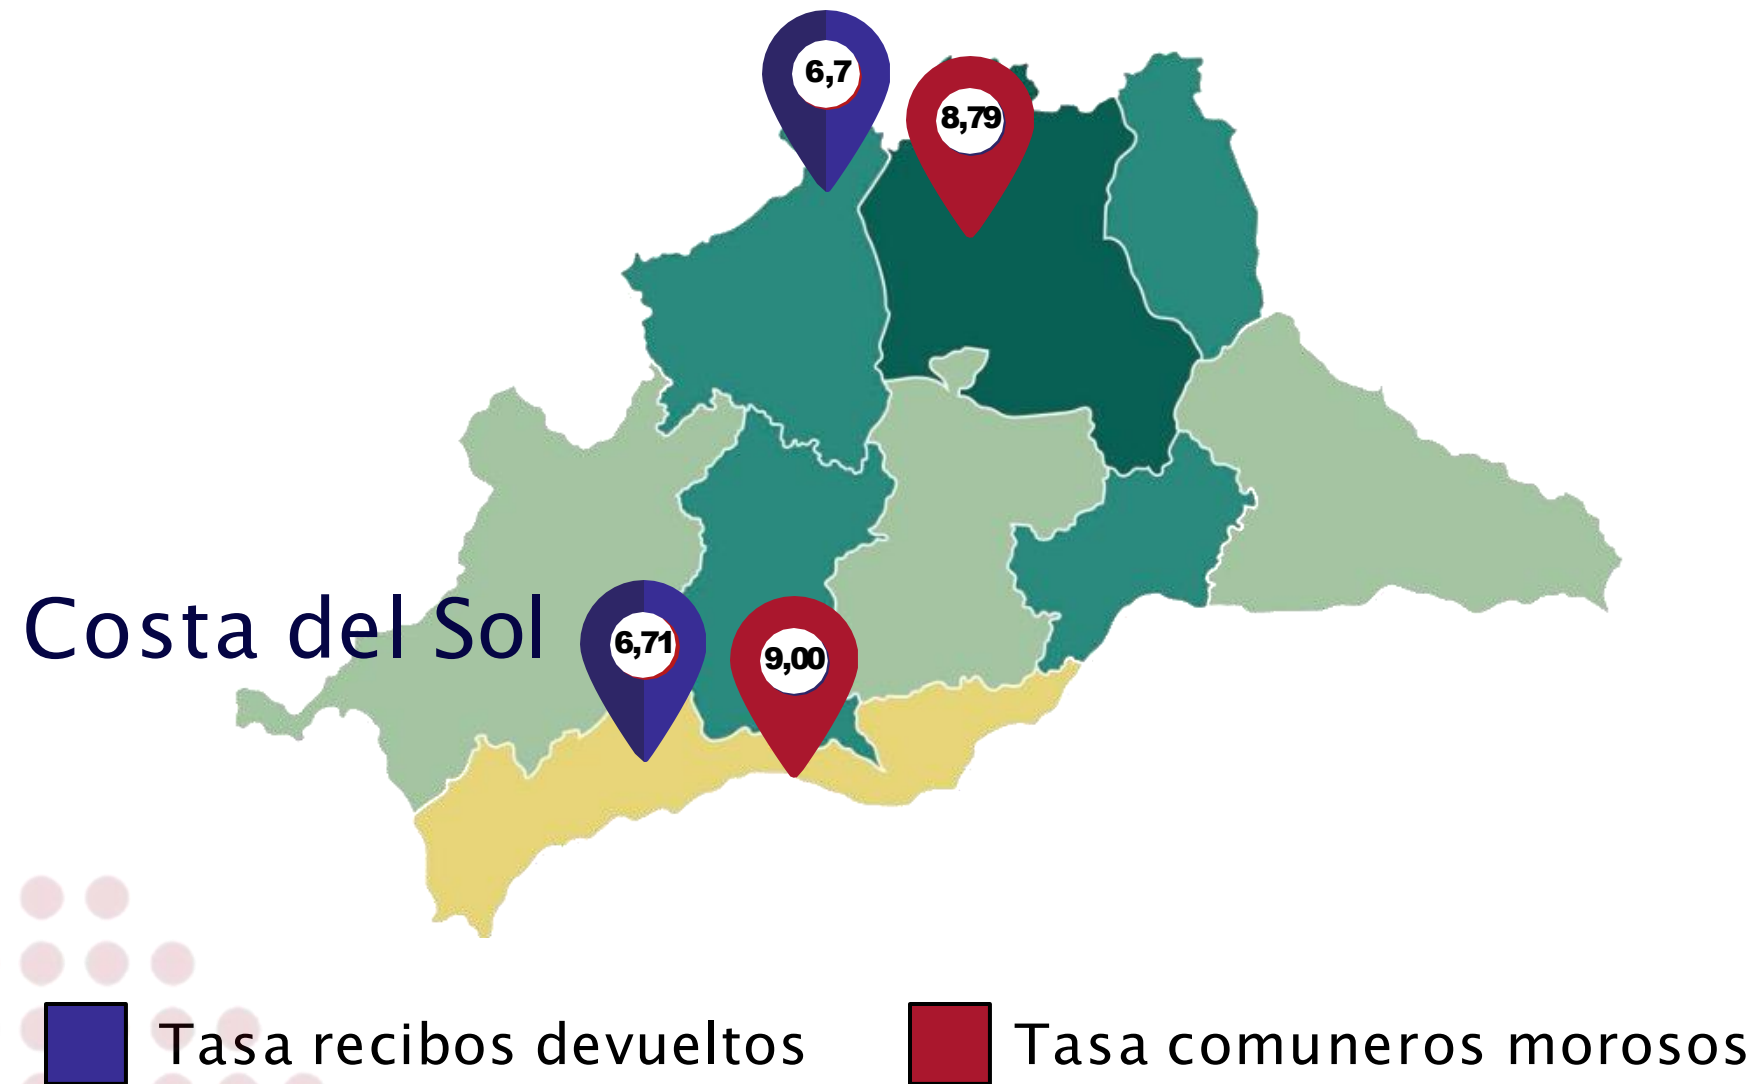 6,7
8,79
Costa del Sol
6,71
9,00
Tasa recibos devueltos
Tasa comuneros morosos